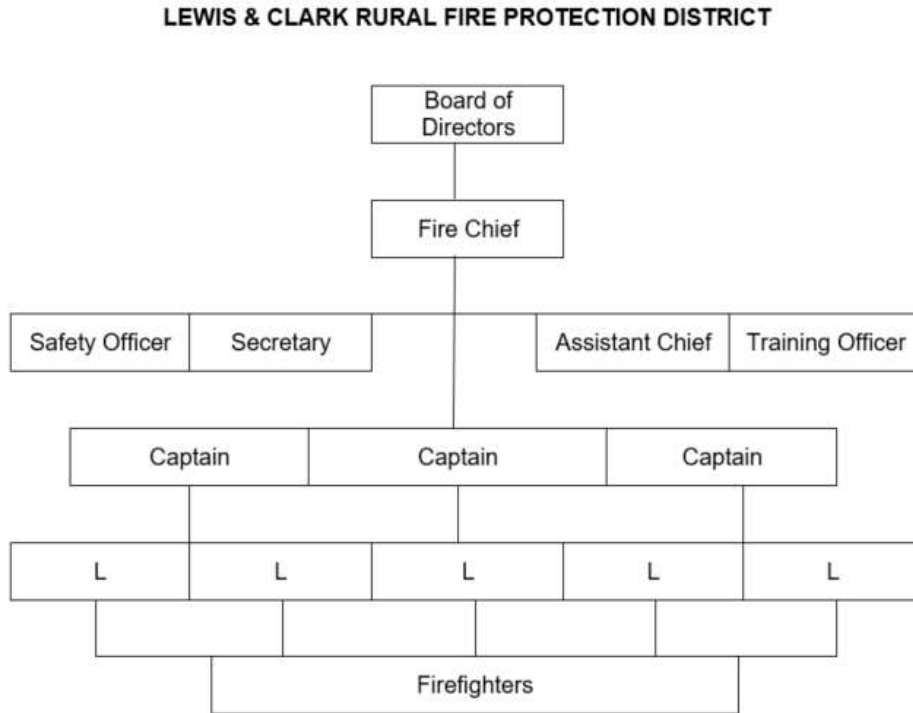 LEWIS & CLARK RURAL FIRE PROTECTION DISTRICT
Board of
Directors
Fire Chief
Safety Officer
Secretary
Assistant Chief
Training Officer
Captain
Captain
Captain
L
L
L
L
L
Firefighters